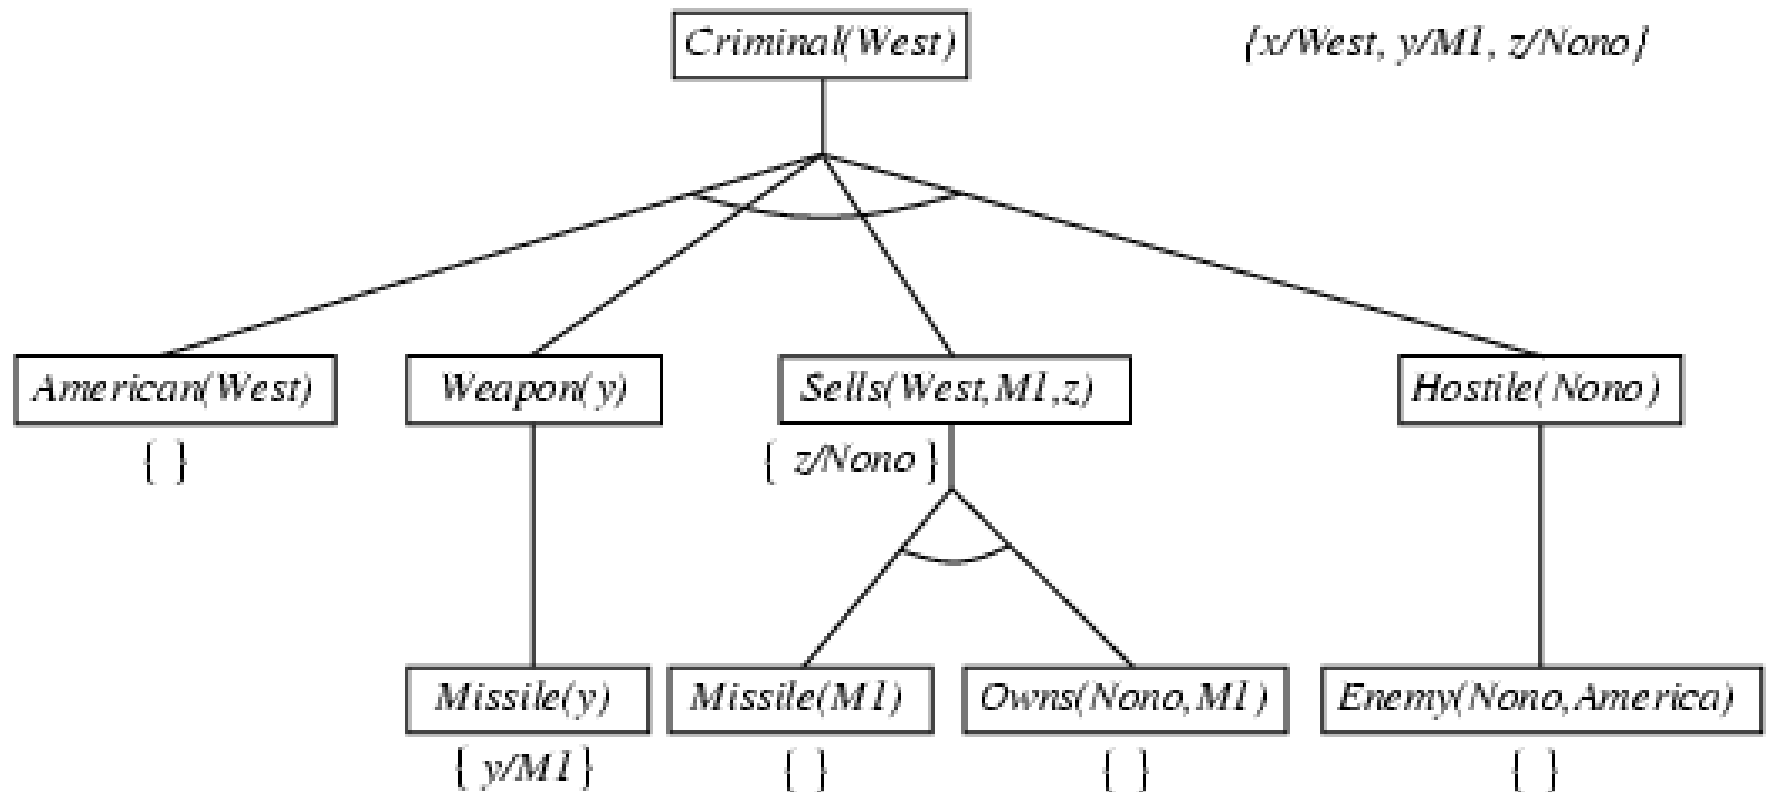 Criminal(West)
{x/West, y/M1, z/Nono}
American(West)
Weapon(y)
Sells(West,M1,z)
Hostile(Nono)
{ }
{ z/Nono }
Missile(y)
Missile(M1)
Owns(Nono,M1)
Enemy(Nono,America)
{ y/M1 }
{ }
{ }
{ }